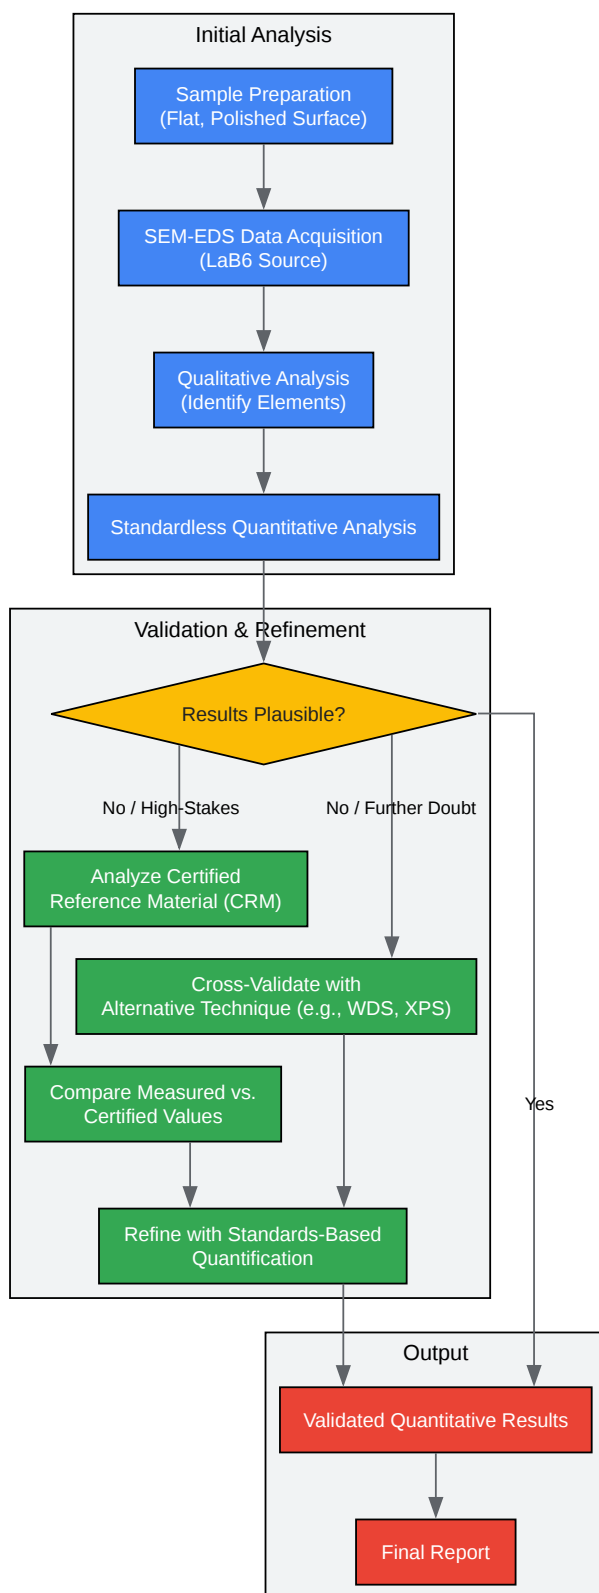 Initial Analysis
Sample Preparation
(Flat, Polished Surface)
SEM-EDS Data Acquisition
(LaB6 Source)
Qualitative Analysis
(Identify Elements)
Standardless Quantitative Analysis
Validation & Refinement
Results Plausible?
No / High-Stakes
No / Further Doubt
Analyze Certified
Reference Material (CRM)
Cross-Validate with
Alternative Technique (e.g., WDS, XPS)
Compare Measured vs.
Certified Values
Yes
Refine with Standards-Based
Quantification
Output
Validated Quantitative Results
Final Report